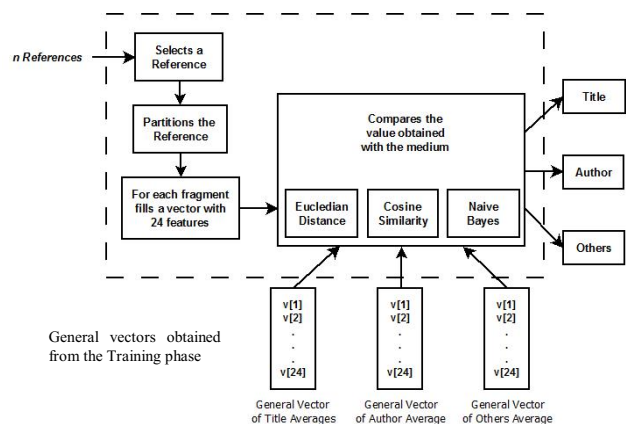 n References
Selects a
Reference
Partitions the
Reference
For each fragment
fills a vector with
24 features
Compares the
value obtained
with the medium
Eucledian
Distance
Cosine
Similarity
Naive
Bayes
Title
Author
Others
General vectors obtained
from the Training phase
v[1]
v[2]
.
.
.
v[24]
v[1]
v[2]
.
.
.
v[24]
v[1]
v[2]
.
.
.
v[24]
General Vector
of Title Averages
General Vector
of Author Average
General Vector
of Others Average